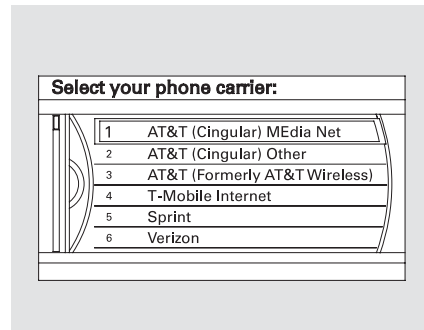 Select your phone carrier:
1 AT&T (Cingular) MEdia Net
2 AT&T (Cingular) Other
3 AT&T (Formerly AT&T Wireless)
4 T-Mobile Internet
5 Sprint
6 Verizon